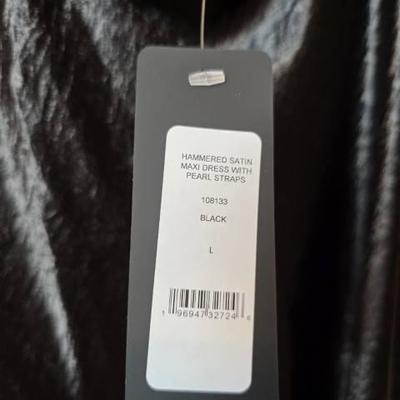 HAMMERED SATIN
MAXI DRESS WITH
PEARL STRAPS
108133
BLACK
L
1 96947 32724 6